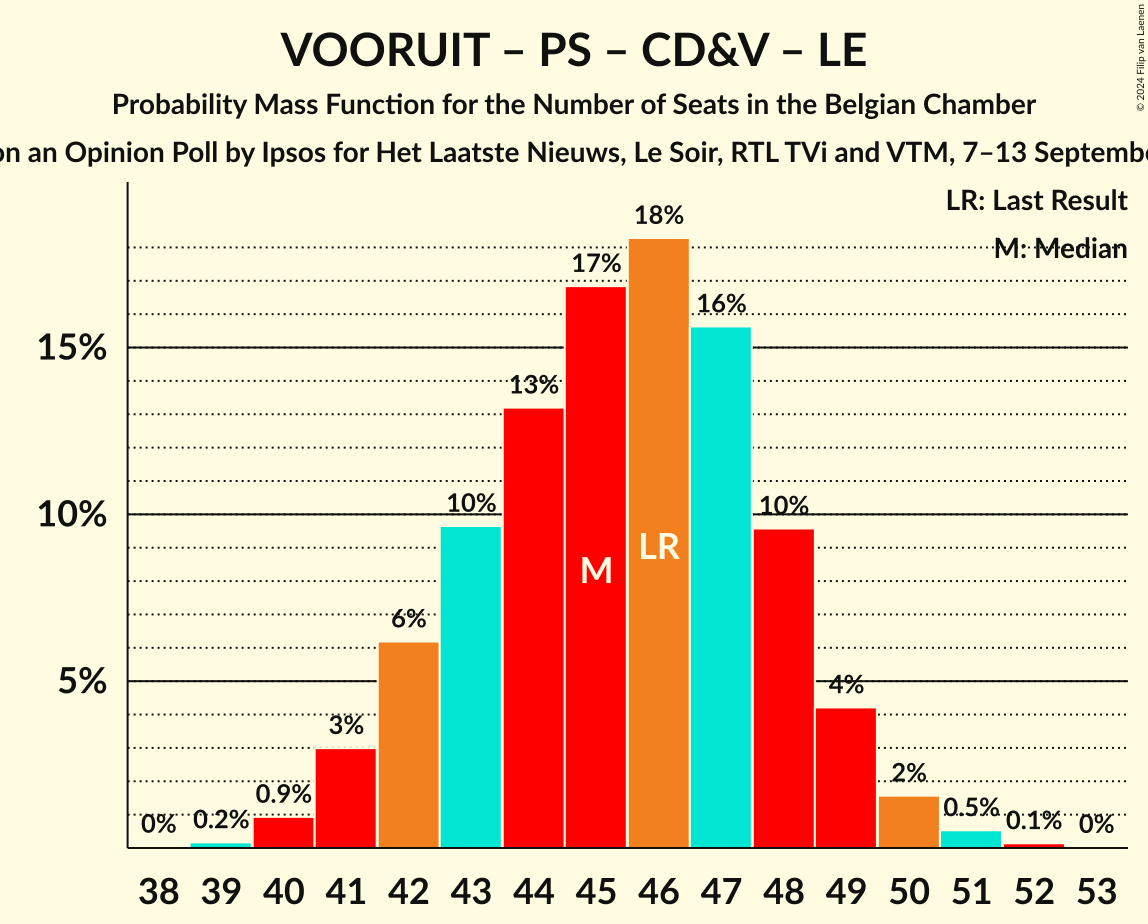 VOORUIT – PS – CD&V – LE
Probability Mass Function for the Number of Seats in the Belgian Chamber
on an Opinion Poll by Ipsos for Het Laatste Nieuws, Le Soir, RTL TVi and VTM, 7–13
© 2024 Filip van Laenen
LR: Last Result
M: Median
18%
17%
16%
15%
13%
10%
10%
10%
M
LR
6%
5%
4%
3%
2%
0%
0.2%
0.9%
0.5%
0.1%
0%
38 39 40 41 42 43 44 45 46 47 48 49 50 51 52 53